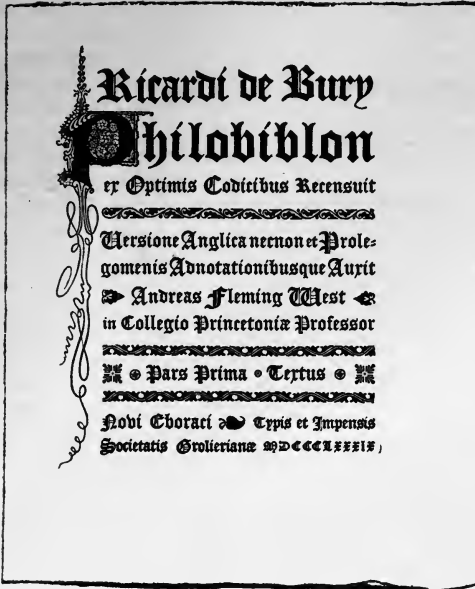 Ricardi de Bury
Philobiblon
ex Optimis Codicibus Recensuit
Versione Anglica necnon et Prole=
gomenis Adnotationibusque Auxit
Andreas Fleming West
in Collegio Princetoniæ Professor
Pars Prima • Textus
Novi Eboraci Typis et Impensis
Societatis Grolierianæ MDCCCLXXXIX